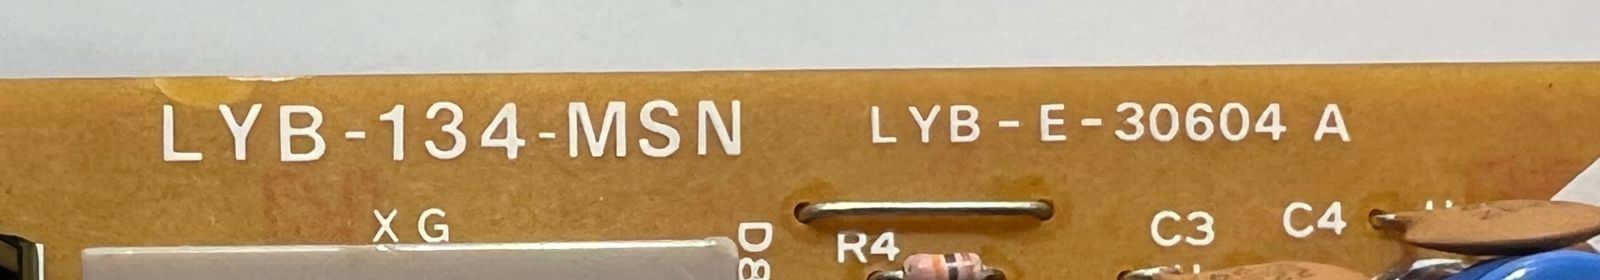 LYB-134-MSN
LYB-E-30604 A
XG
D8
R4
C3
C4